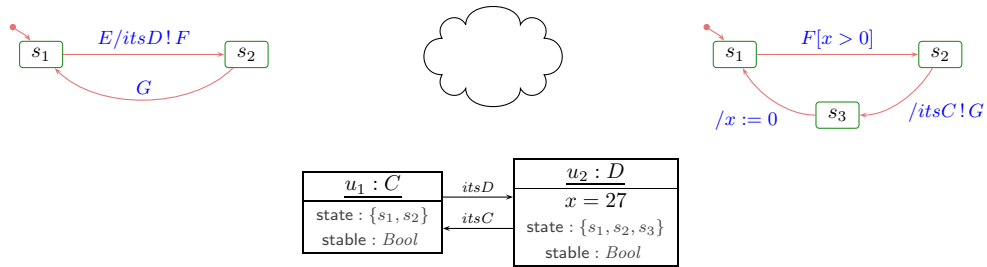 E/itsD ! F
s₁
s₂
G
F[x > 0]
s₁
s₂
s₃
/x := 0
/itsC ! G
u₁ : C
state : {s₁, s₂}
stable : Bool
itsD
itsC
u₂ : D
x = 27
state : {s₁, s₂, s₃}
stable : Bool